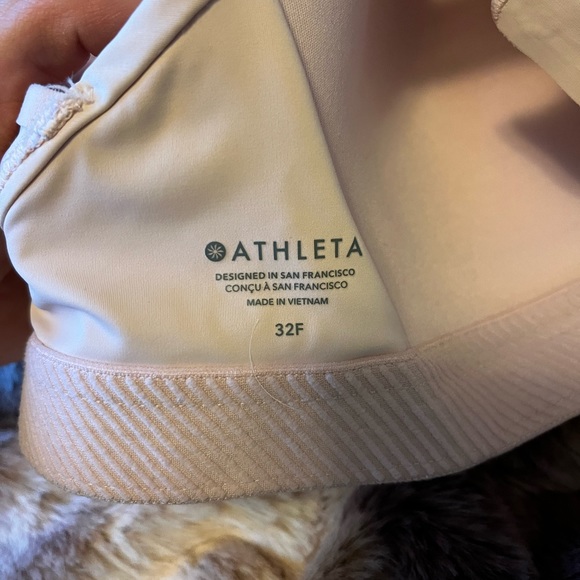 ATHLETA
DESIGNED IN SAN FRANCISCO
CONÇU À SAN FRANCISCO
MADE IN VIETNAM
32F